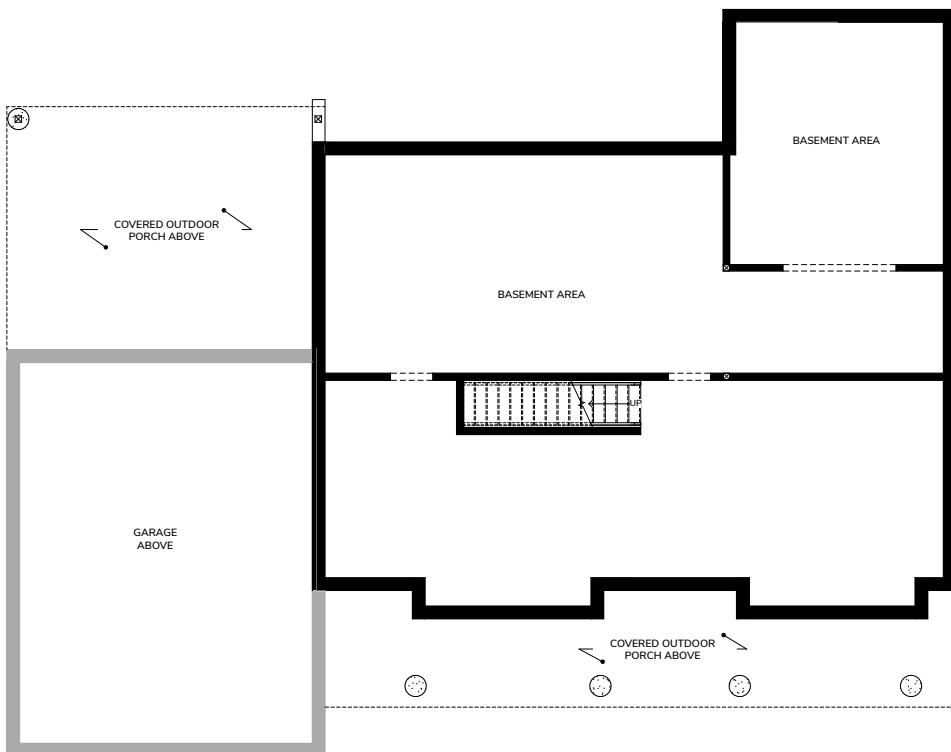 BASEMENT AREA
COVERED OUTDOOR
PORCH ABOVE
BASEMENT AREA
UP
GARAGE
ABOVE
COVERED OUTDOOR
PORCH ABOVE